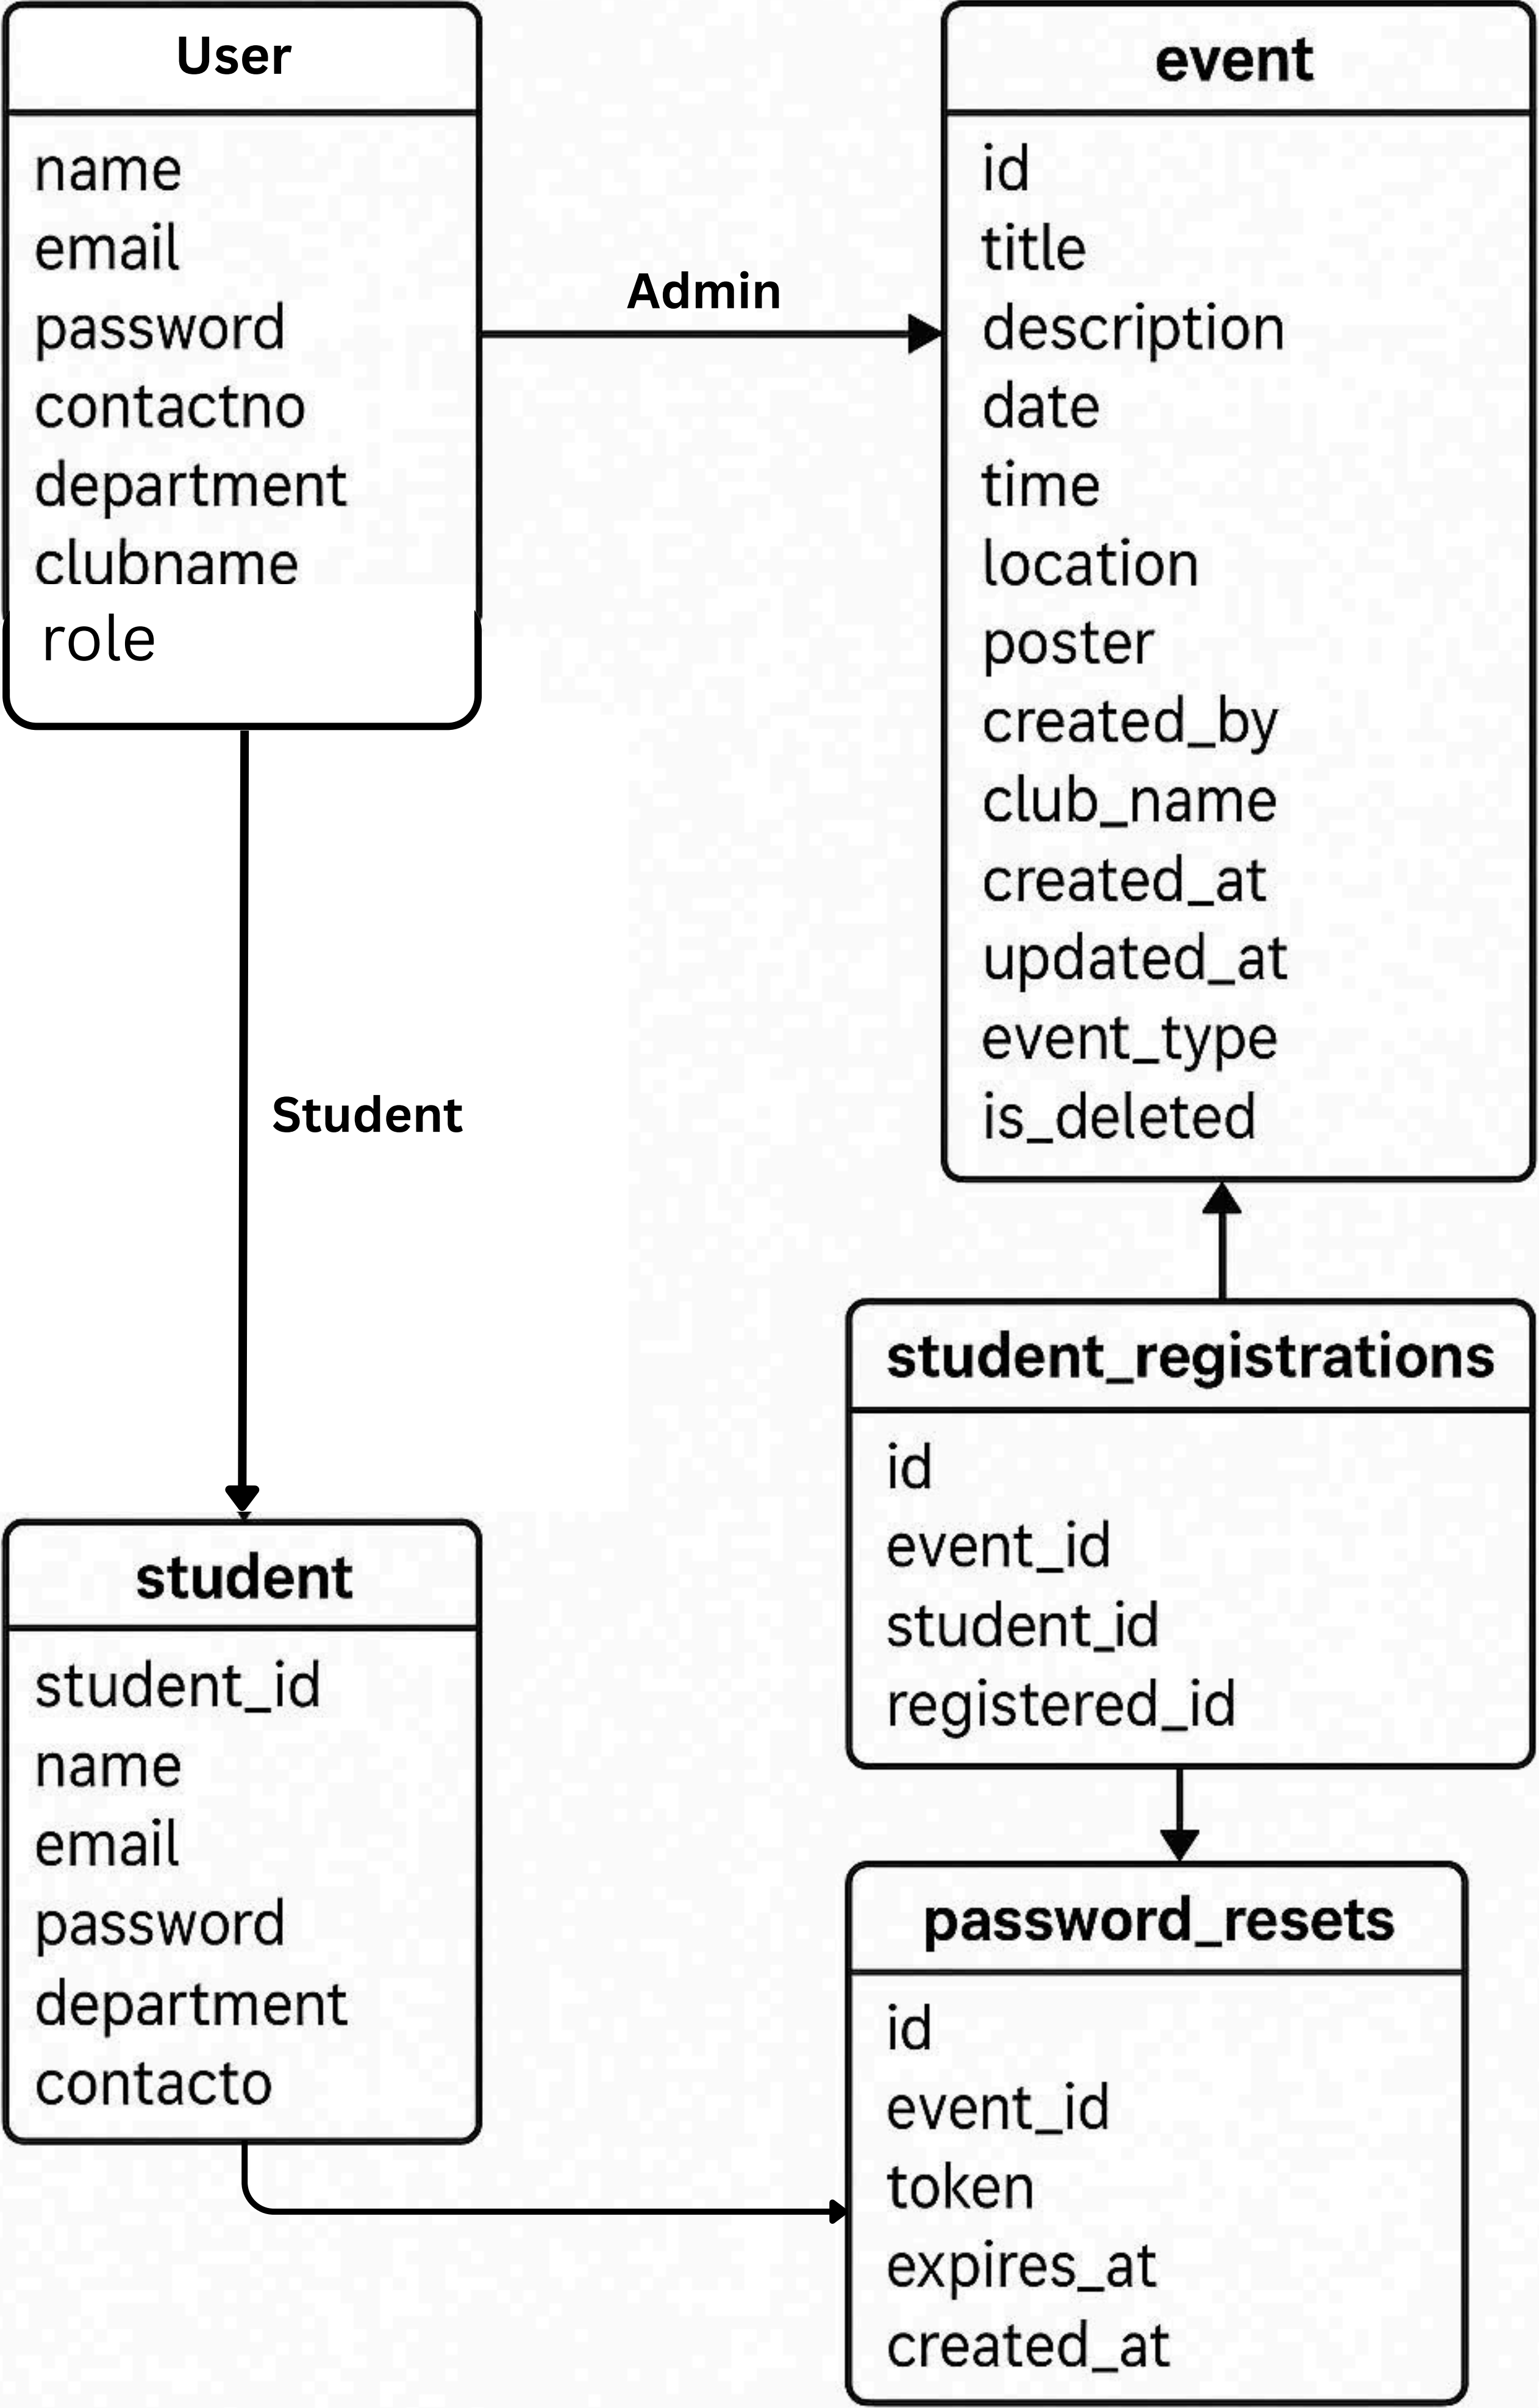 User
name
email
password
contactno
department
clubname
role
Admin
event
id
title
description
date
time
location
poster
created_by
club_name
created_at
updated_at
event_type
is_deleted
Student
student_registrations
id
event_id
student_id
registered_id
student
student_id
name
email
password
department
contacto
password_resets
id
event_id
token
expires_at
created_at